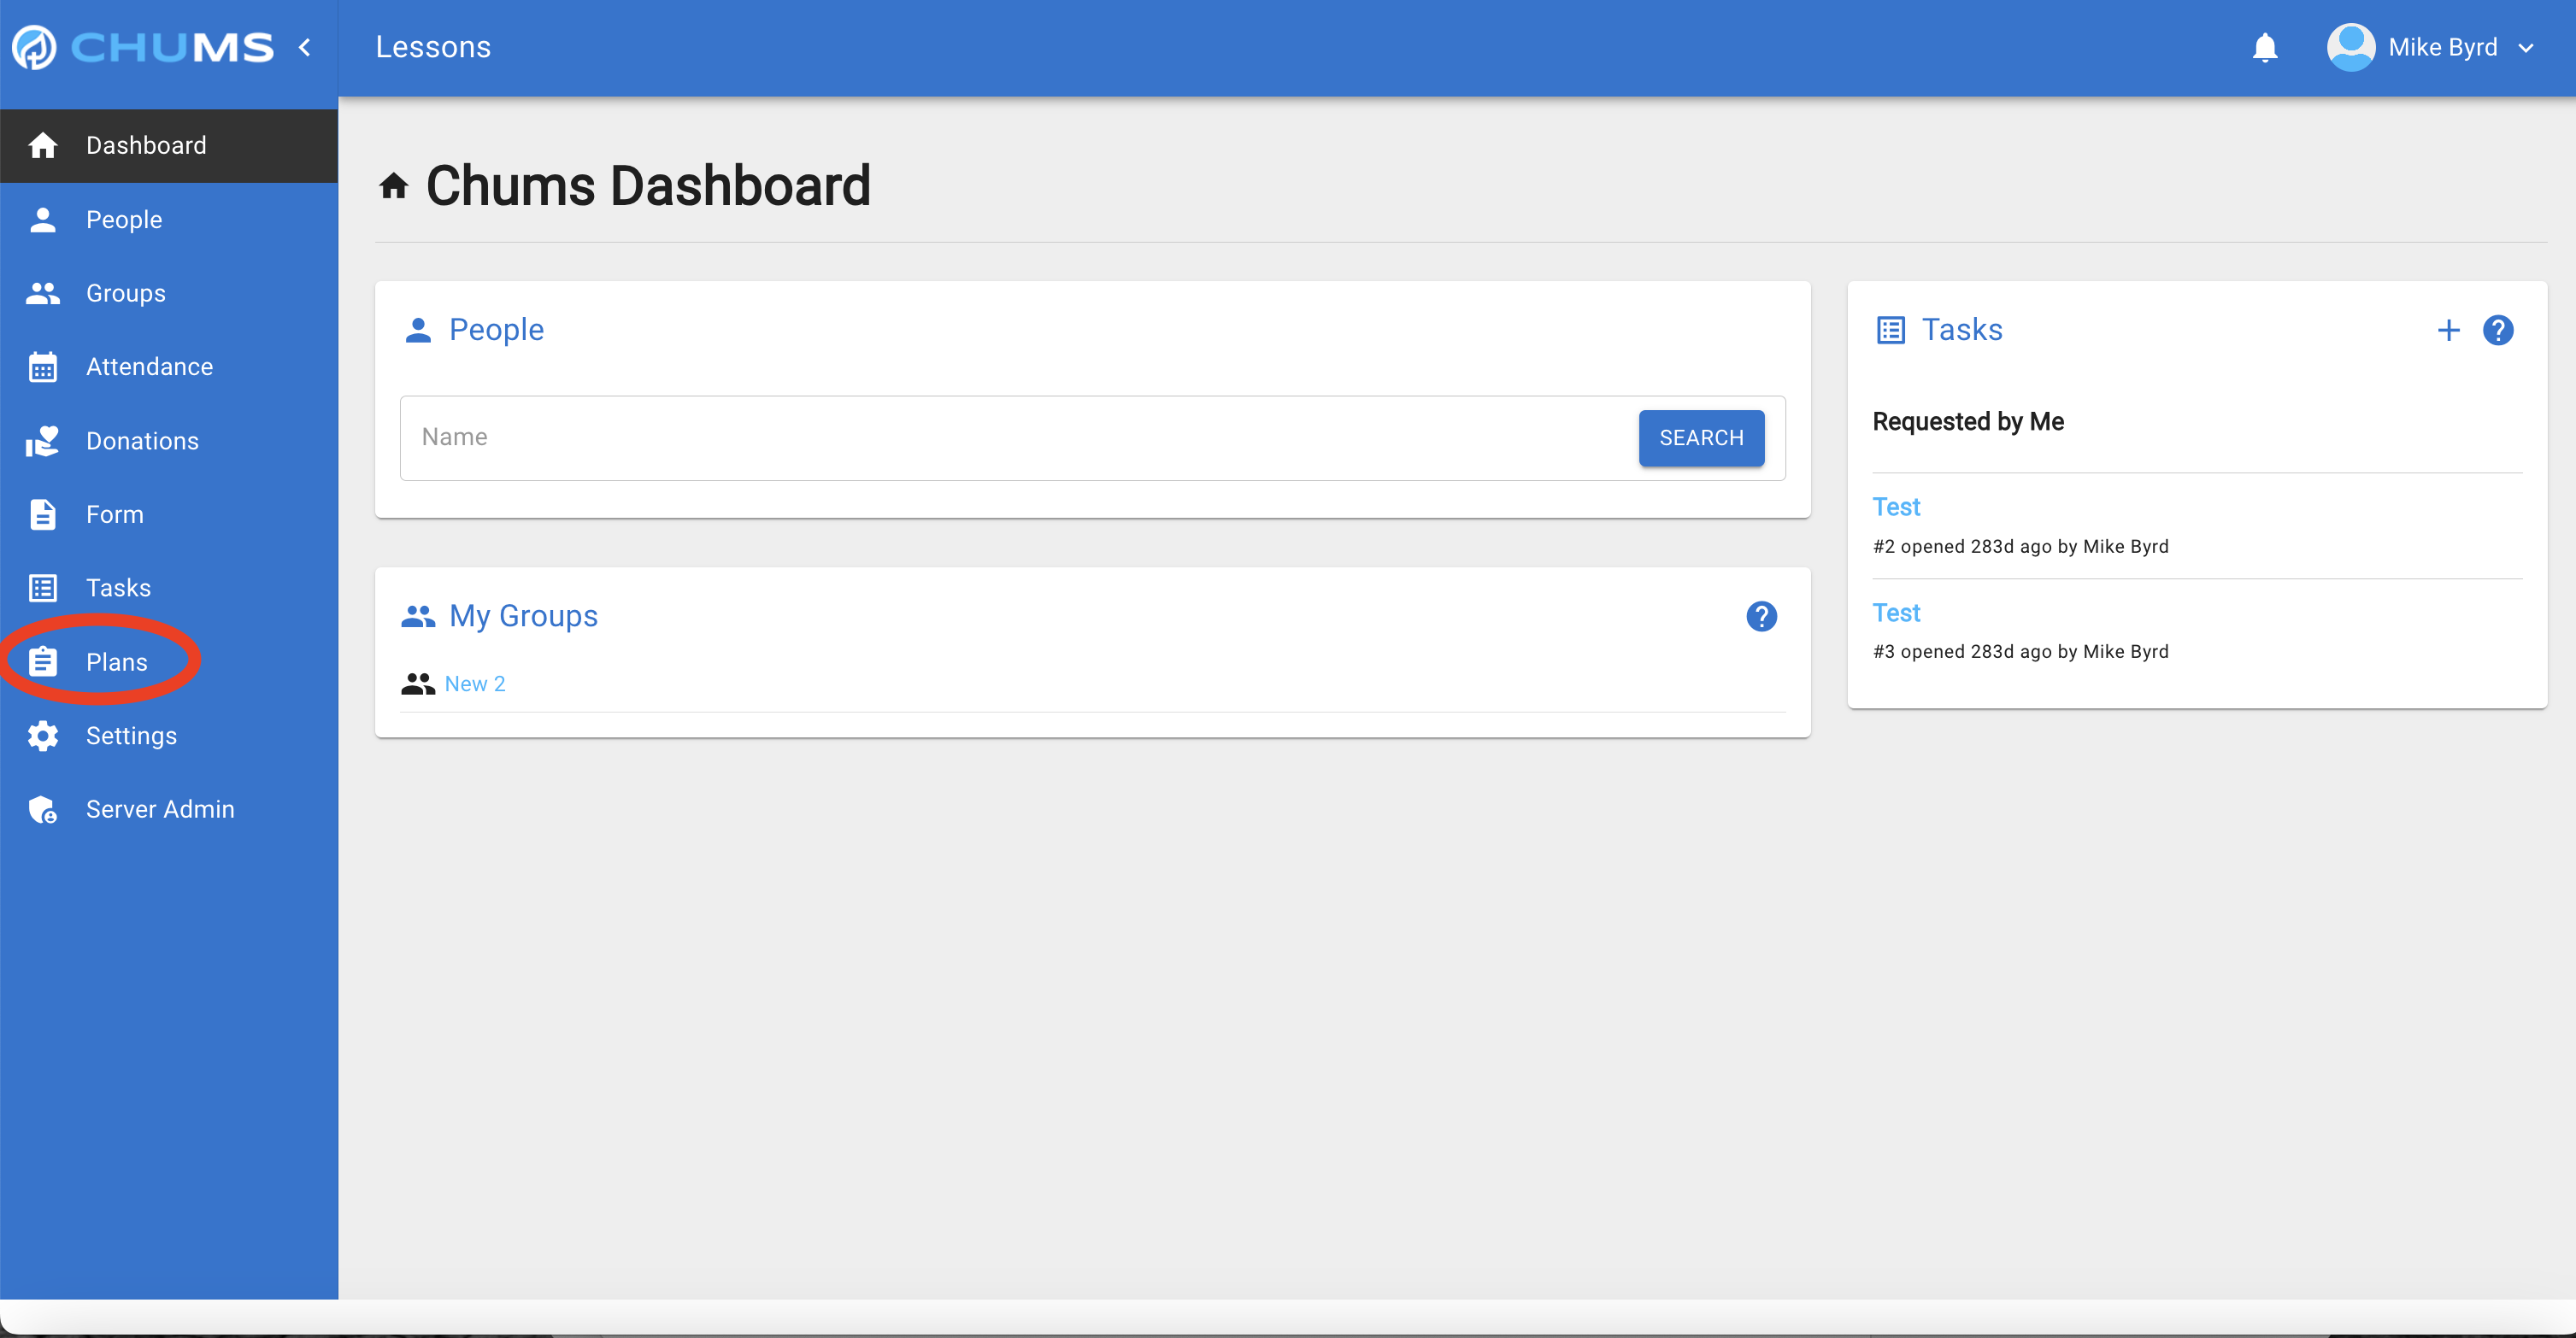 CHUMS
Lessons
Mike Byrd
Dashboard
People
Groups
Attendance
Donations
Form
Tasks
Plans
Settings
Server Admin
Chums Dashboard
People
Name
SEARCH
My Groups
?
New 2
Tasks
+
?
Requested by Me
Test
#2 opened 283d ago by Mike Byrd
Test
#3 opened 283d ago by Mike Byrd